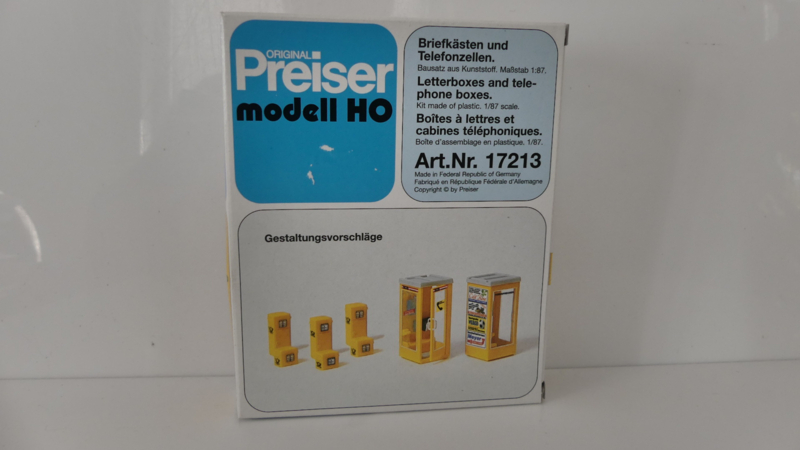 ORIGINAL
Preiser
modell HO
Briefkästen und
Telefonzellen.
Bausatz aus Kunststoff. Maßstab 1:87.
Letterboxes and tele-
phone boxes.
Kit made of plastic. 1/87 scale.
Boîtes à lettres et
cabines téléphoniques.
Boîte d'assemblage en plastique. 1/87.
Art.Nr. 17213
Made in Federal Republic of Germany
Fabriqué en République Fédérale d'Allemagne
Copyright © by Preiser
Gestaltungsvorschläge